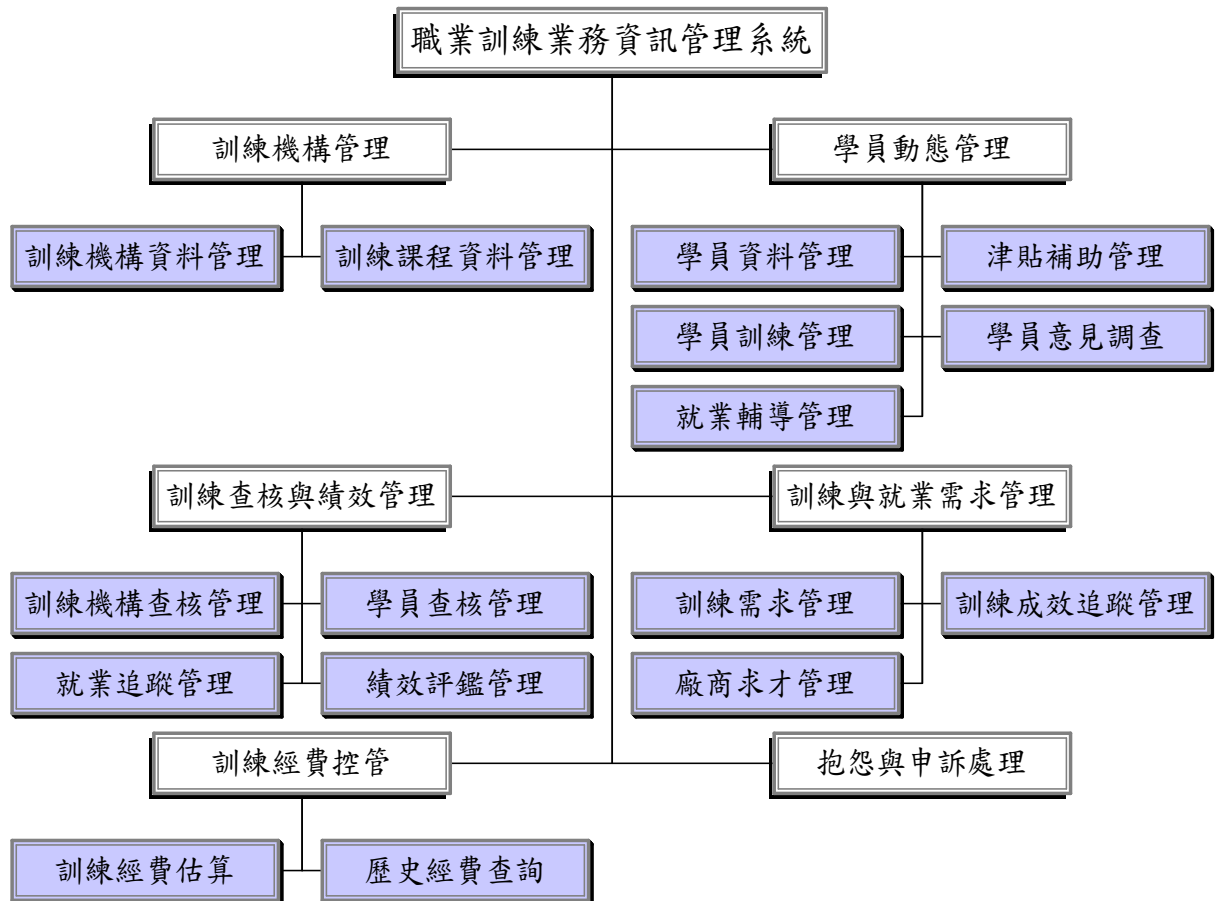 職業訓練業務資訊管理系統
訓練機構管理
學員動態管理
訓練機構資料管理
訓練課程資料管理
學員資料管理
津貼補助管理
學員訓練管理
學員意見調查
就業輔導管理
訓練查核與績效管理
訓練與就業需求管理
訓練機構查核管理
學員查核管理
訓練需求管理
訓練成效追蹤管理
就業追蹤管理
績效評鑑管理
廠商求才管理
訓練經費控管
抱怨與申訴處理
訓練經費估算
歷史經費查詢